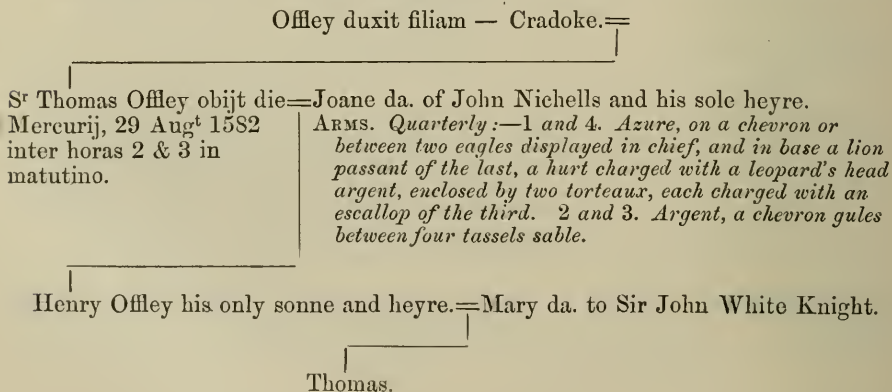 Offley duxit filiam — Cradoke.=
Sr Thomas Offley obijt die=Joane da. of John Nichells and his sole heyre.
Mercurij, 29 Augt 1582
inter horas 2 & 3 in
matutino.
ARMS. Quarterly:—1 and 4. Azure, on a chevron or
between two eagles displayed in chief, and in base a lion
passant of the last, a hurt charged with a leopard's head
argent, enclosed by two torteaux, each charged with an
escallop of the third. 2 and 3. Argent, a chevron gules
between four tassels sable.
Henry Offley his only sonne and heyre.=Mary da. to Sir John White Knight.
Thomas.